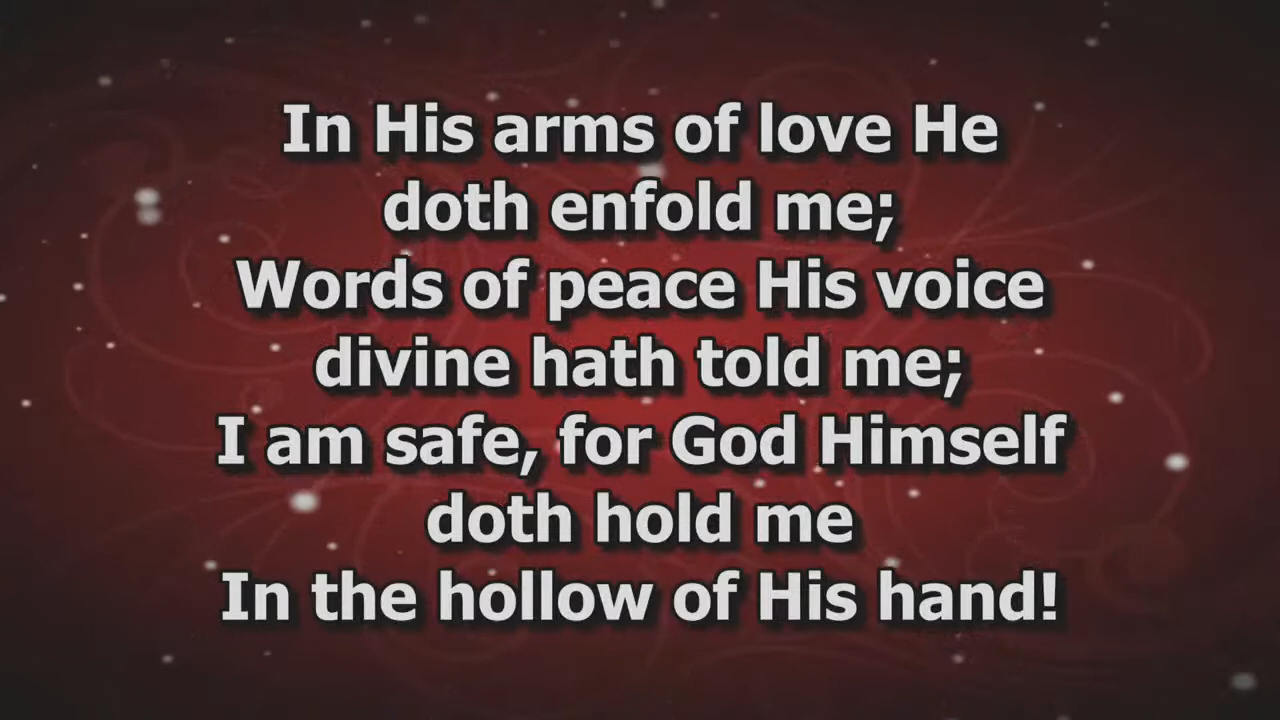 In His arms of love He
doth enfold me;
Words of peace His voice
divine hath told me;
I am safe, for God Himself
doth hold me
In the hollow of His hand!